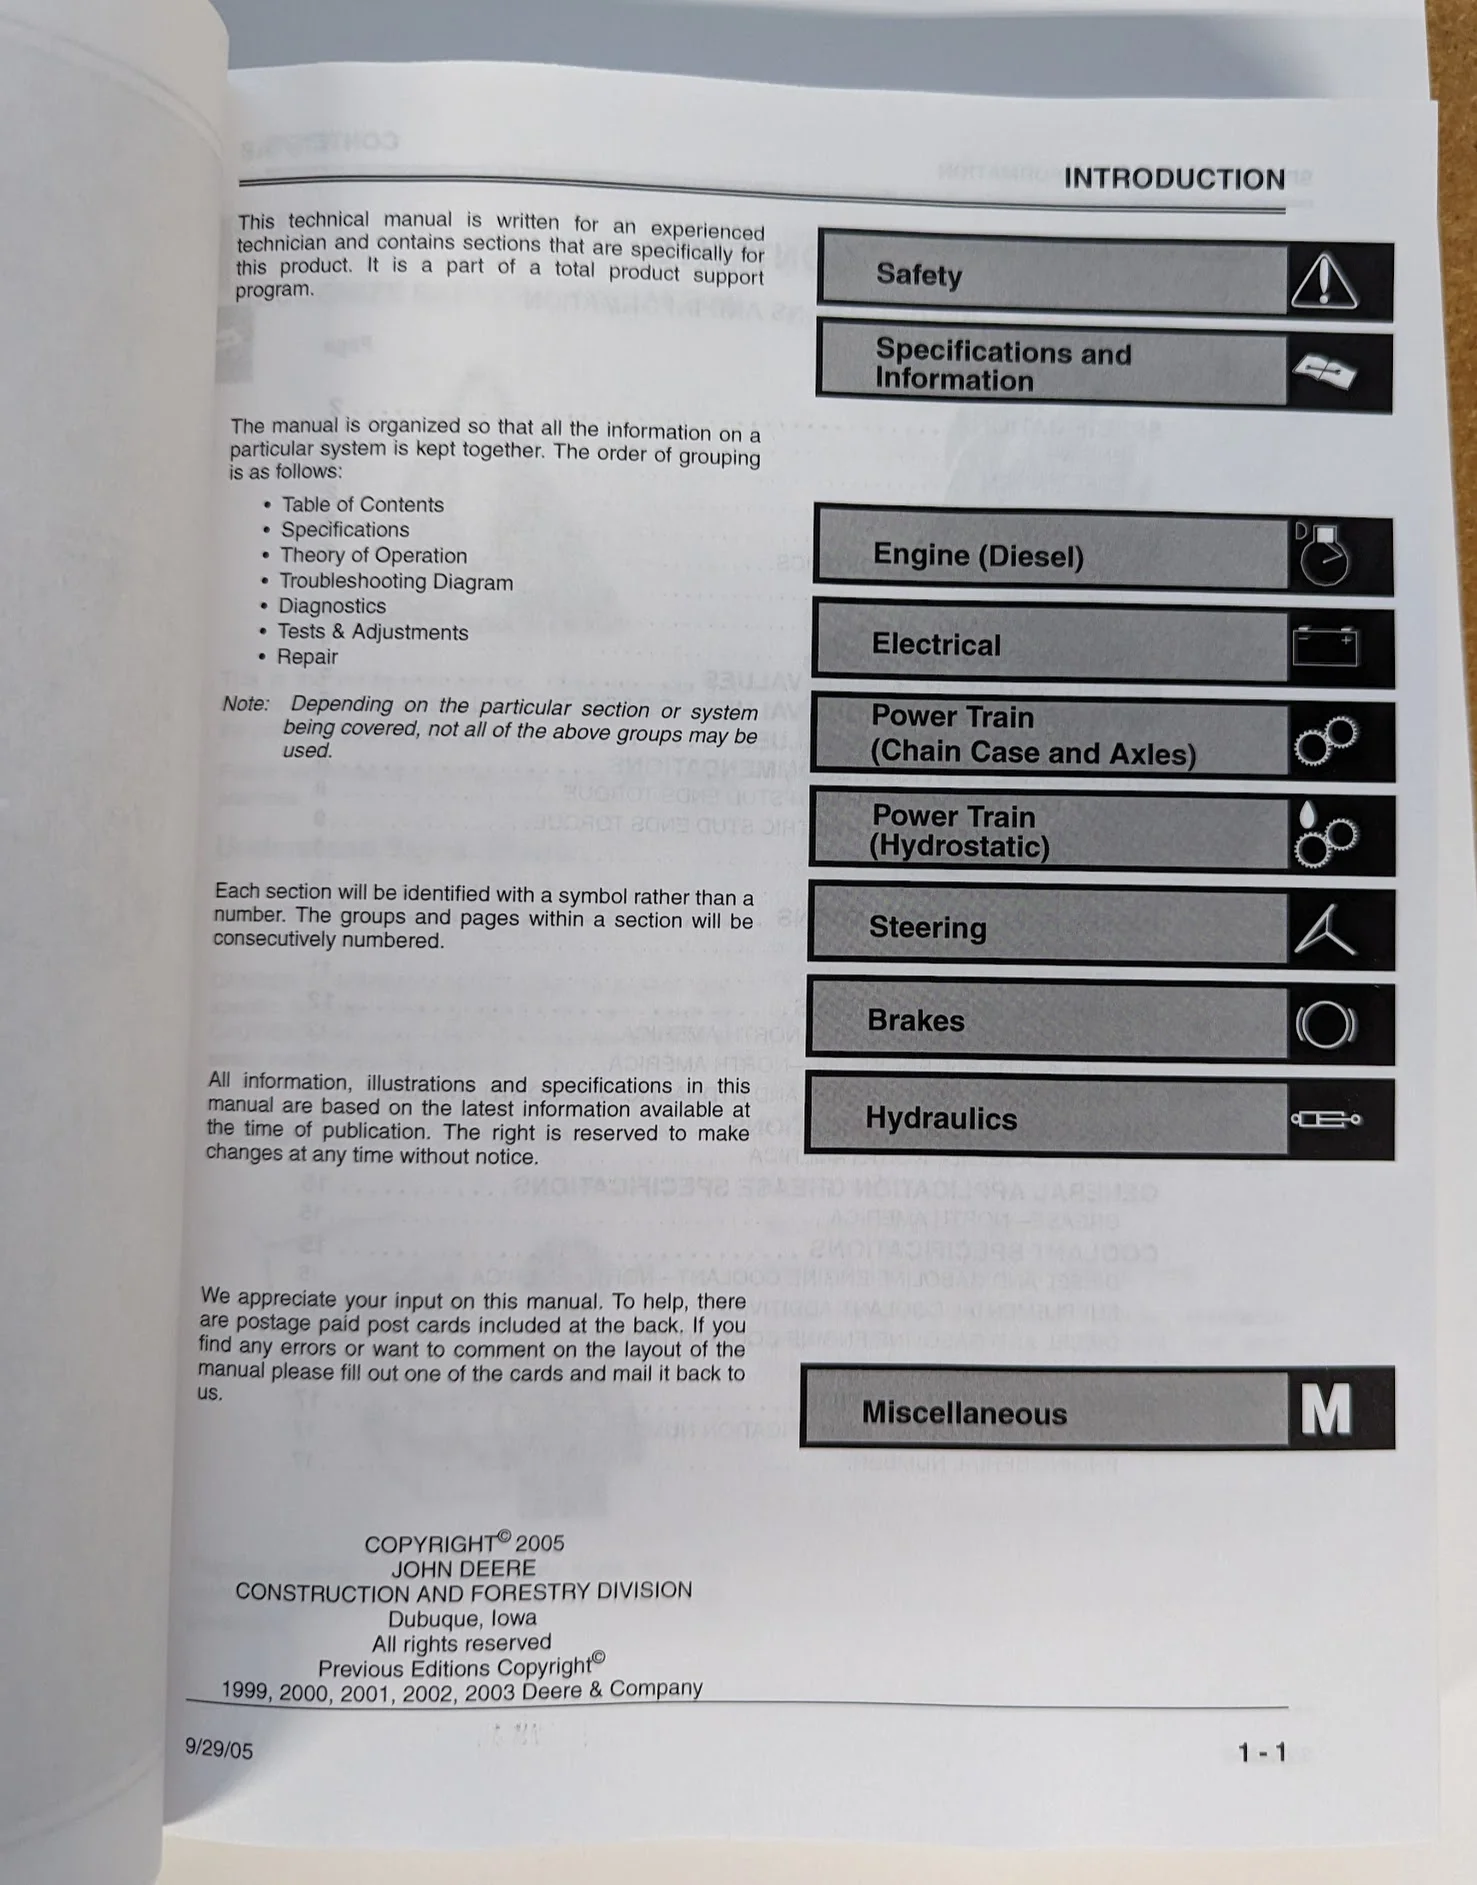 INTRODUCTION
This technical manual is written for an experienced
technician and contains sections that are specifically for
this product. It is a part of a total product support
program.
Safety
Specifications and
Information
The manual is organized so that all the information on a
particular system is kept together. The order of grouping
is as follows:
• Table of Contents
• Specifications
• Theory of Operation
• Troubleshooting Diagram
• Diagnostics
• Tests & Adjustments
• Repair
Note: Depending on the particular section or system
being covered, not all of the above groups may be
used.
Engine (Diesel)
D
Electrical
Power Train
(Chain Case and Axles)
Power Train
(Hydrostatic)
Each section will be identified with a symbol rather than a
number. The groups and pages within a section will be
consecutively numbered.
Steering
Brakes
Hydraulics
All information, illustrations and specifications in this
manual are based on the latest information available at
the time of publication. The right is reserved to make
changes at any time without notice.
We appreciate your input on this manual. To help, there
are postage paid post cards included at the back. If you
find any errors or want to comment on the layout of the
manual please fill out one of the cards and mail it back to
us.
Miscellaneous
M
COPYRIGHT© 2005
JOHN DEERE
CONSTRUCTION AND FORESTRY DIVISION
Dubuque, Iowa
All rights reserved
Previous Editions Copyright©
1999, 2000, 2001, 2002, 2003 Deere & Company
9/29/05
1 - 1